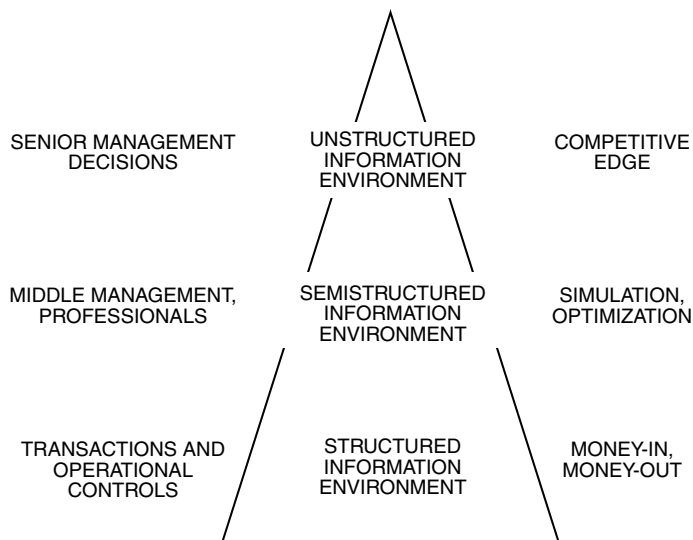 SENIOR MANAGEMENT
DECISIONS
UNSTRUCTURED
INFORMATION
ENVIRONMENT
COMPETITIVE
EDGE
MIDDLE MANAGEMENT,
PROFESSIONALS
SEMISTRUCTURED
INFORMATION
ENVIRONMENT
SIMULATION,
OPTIMIZATION
TRANSACTIONS AND
OPERATIONAL
CONTROLS
STRUCTURED
INFORMATION
ENVIRONMENT
MONEY-IN,
MONEY-OUT